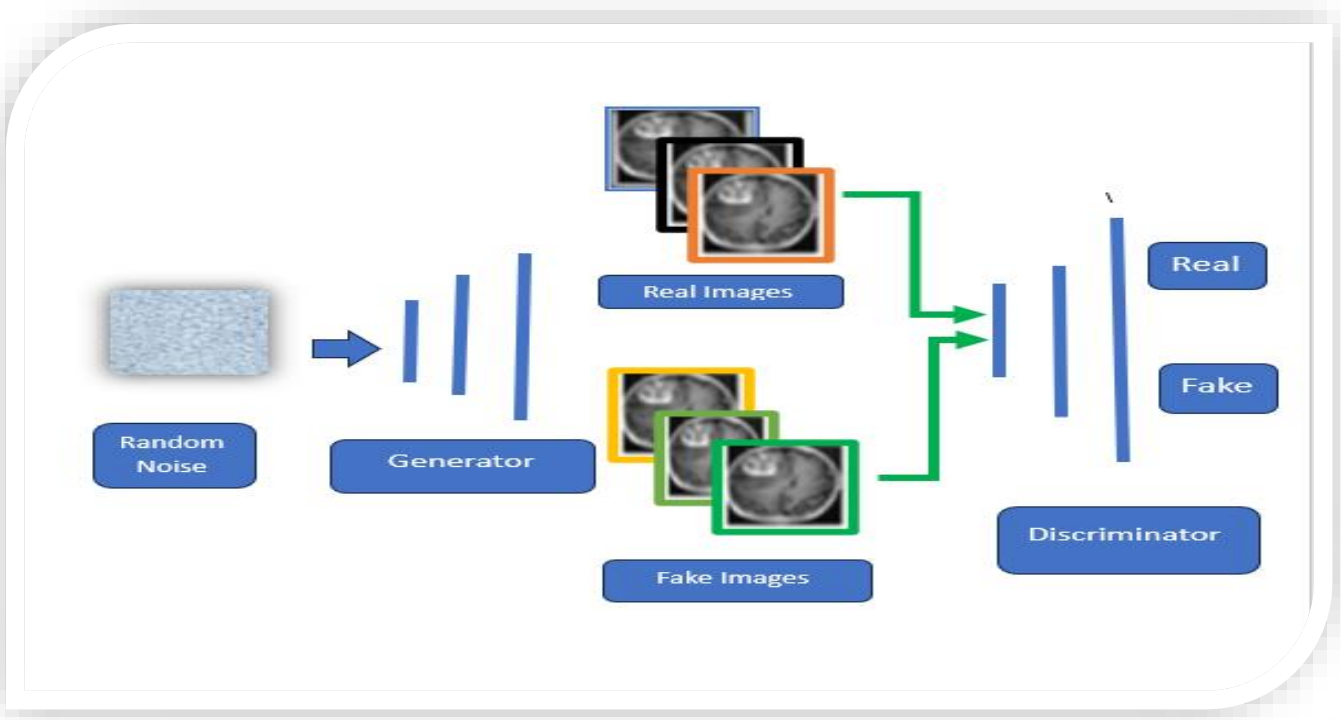 Real Images
Real
Fake
Random
Noise
Generator
Discriminator
Fake Images